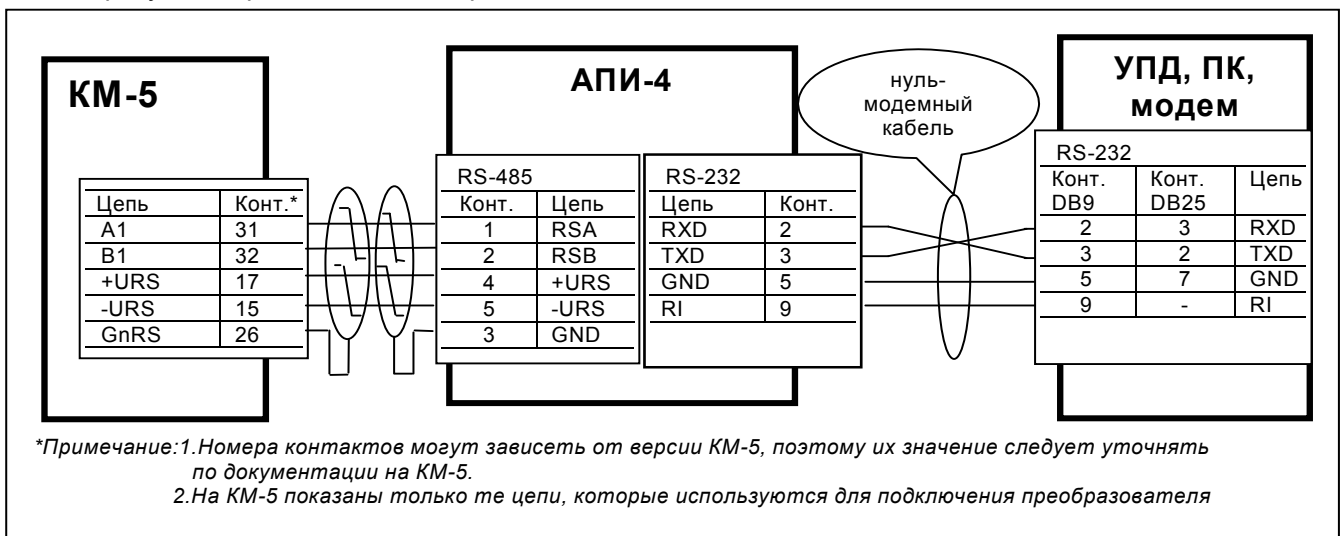 КМ-5
Цепь Конт.*
A1 31
B1 32
+URS 17
-URS 15
GnRS 26
АПИ-4
RS-485
Конт. Цепь
1 RSA
2 RSB
4 +URS
5 -URS
3 GND
RS-232
Цепь Конт.
RXD 2
TXD 3
GND 5
RI 9
нуль-
модемный
кабель
УПД, ПК,
модем
RS-232
Конт. Конт. Цепь
DB9 DB25
2 3 RXD
3 2 TXD
5 7 GND
9 - RI
*Примечание:1.Номера контактов могут зависеть от версии КМ-5, поэтому их значение следует уточнять
по документации на КМ-5.
2.На КМ-5 показаны только те цепи, которые используются для подключения преобразователя